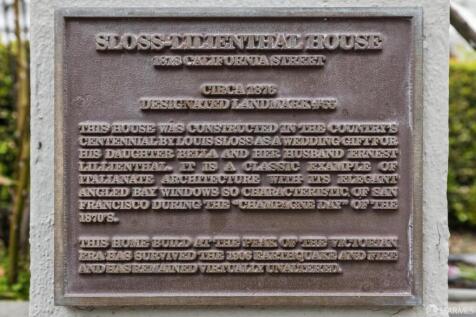 SLOSS-LILIENTHAL HOUSE
1818 CALIFORNIA STREET
CIRCA 1876
DESIGNATED LANDMARK #55
THIS HOUSE WAS CONSTRUCTED IN THE COUNTRY'S
CENTENNIAL BY LOUIS SLOSS AS A WEDDING GIFT FOR
HIS DAUGHTER BELLA AND HER HUSBAND ERNEST
LILLIENTHAL. IT IS A CLASSIC EXAMPLE OF
ITALIANATE ARCHITECTURE WITH ITS ELEGANT
ANGLED BAY WINDOWS SO CHARACTERISTIC OF SAN
FRANCISCO DURING THE "CHAMPAGNE DAY" OF THE
1870'S.
THIS HOME BUILD AT THE PEAK OF THE VICTORIAN
ERA HAS SURVIVED THE 1906 EARTHQUAKE AND FIRE
AND HAS REMAINED VIRTUALLY UNALTERED.